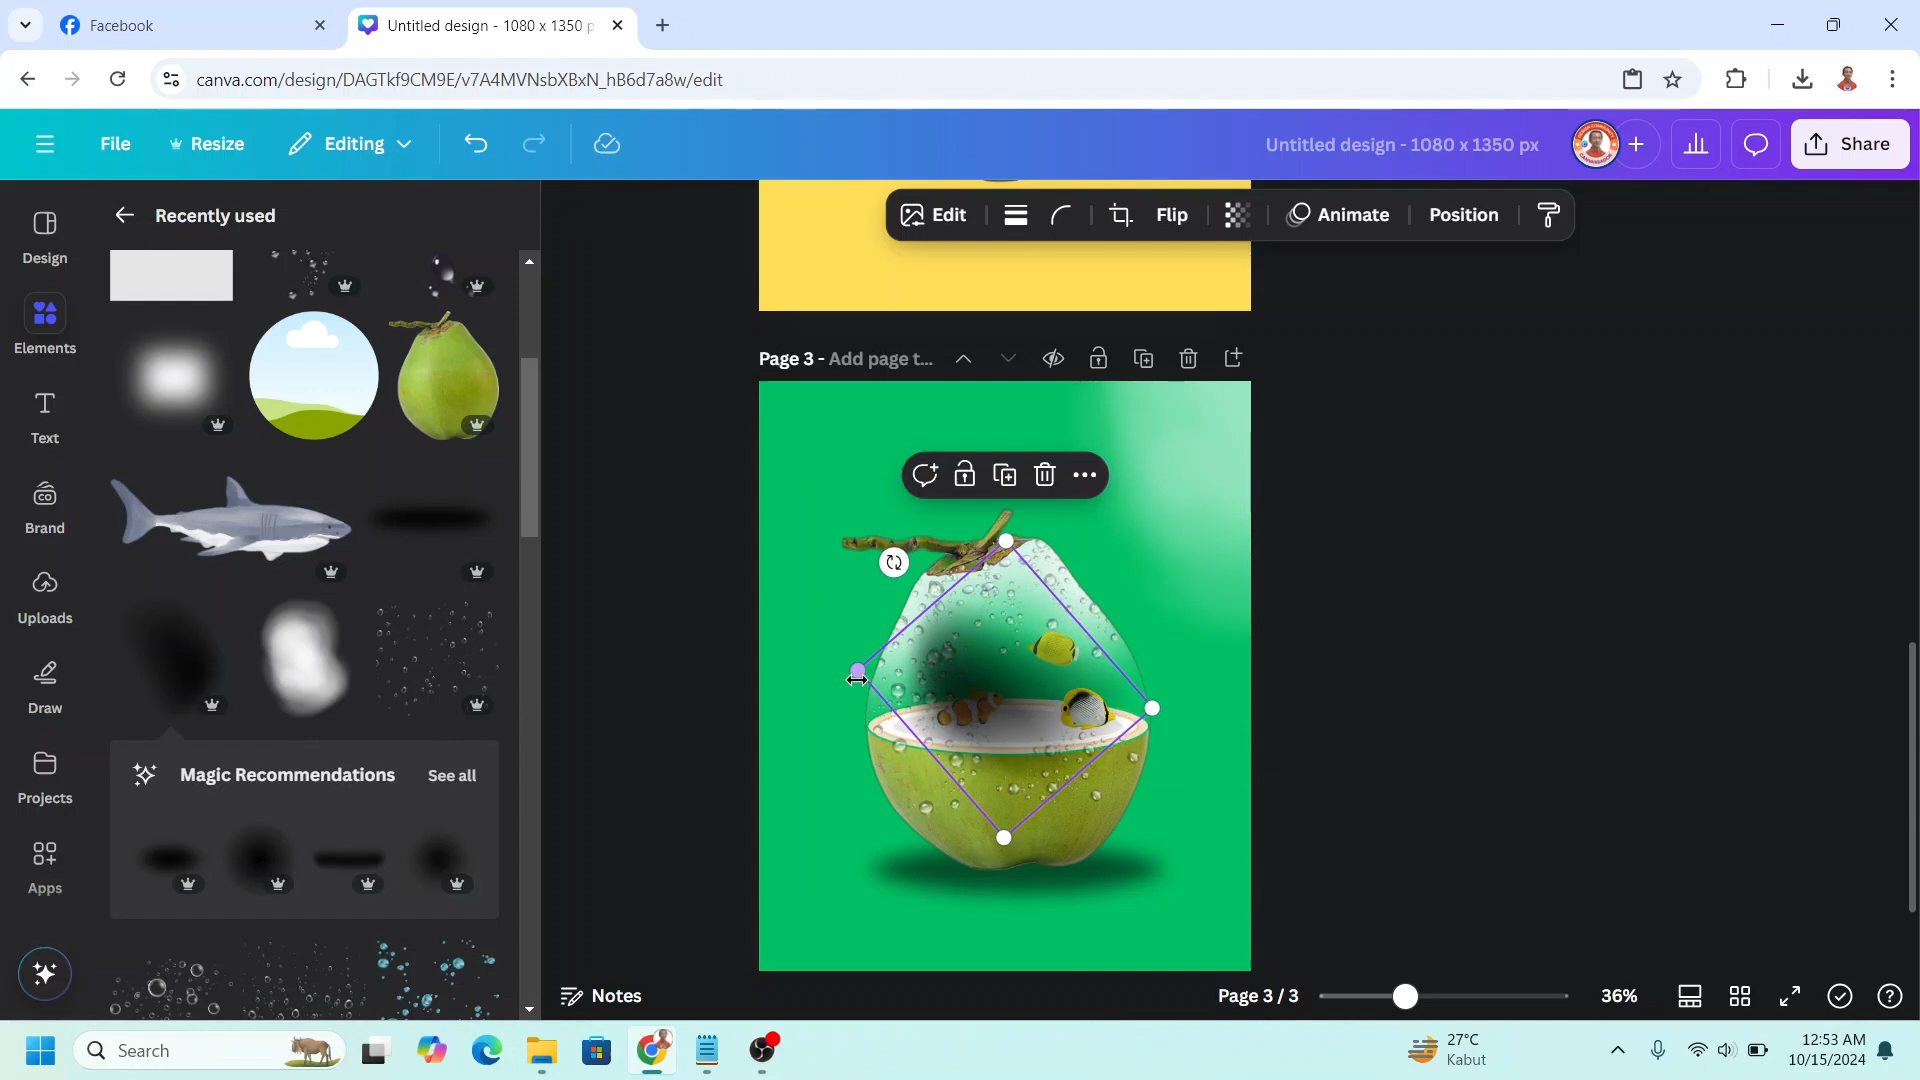 Facebook
Untitled design - 1080 x 1350 p
canva.com/design/DAGTkf9CM9E/v7A4MVNsbXBxN_hB6d7a8w/edit
File
Resize
Editing
Untitled design - 1080 x 1350 px
Share
Design
Elements
Text
Brand
Uploads
Draw
Projects
Apps
Recently used
Magic Recommendations
See all
Edit
Flip
Animate
Position
Page 3 - Add page t...
Notes
Page 3 / 3
36%
Search
27°C
Kabut
12:53 AM
10/15/2024